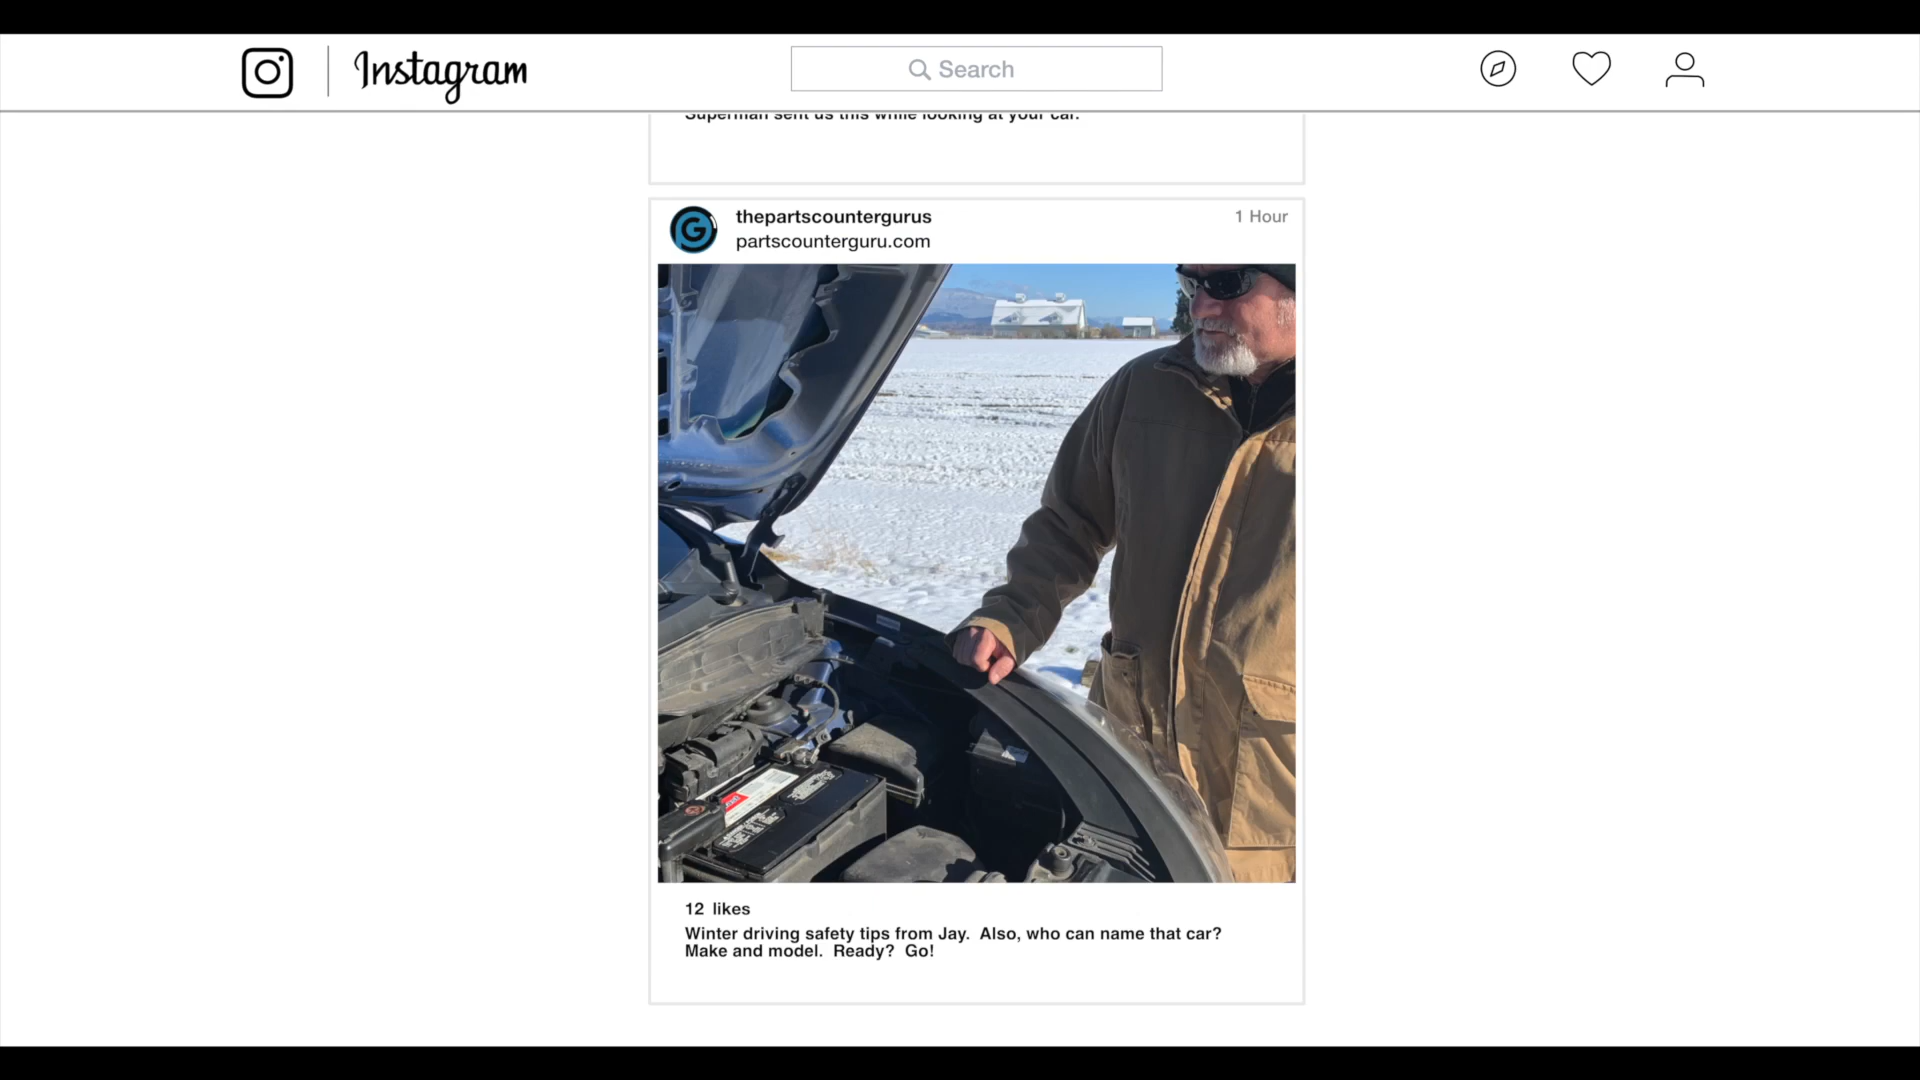 Instagram
Search
Superman sent us this while looking at your car.
thepartscountergurus
1 Hour
partscounterguru.com
12 likes
Winter driving safety tips from Jay. Also, who can name that car?
Make and model. Ready? Go!